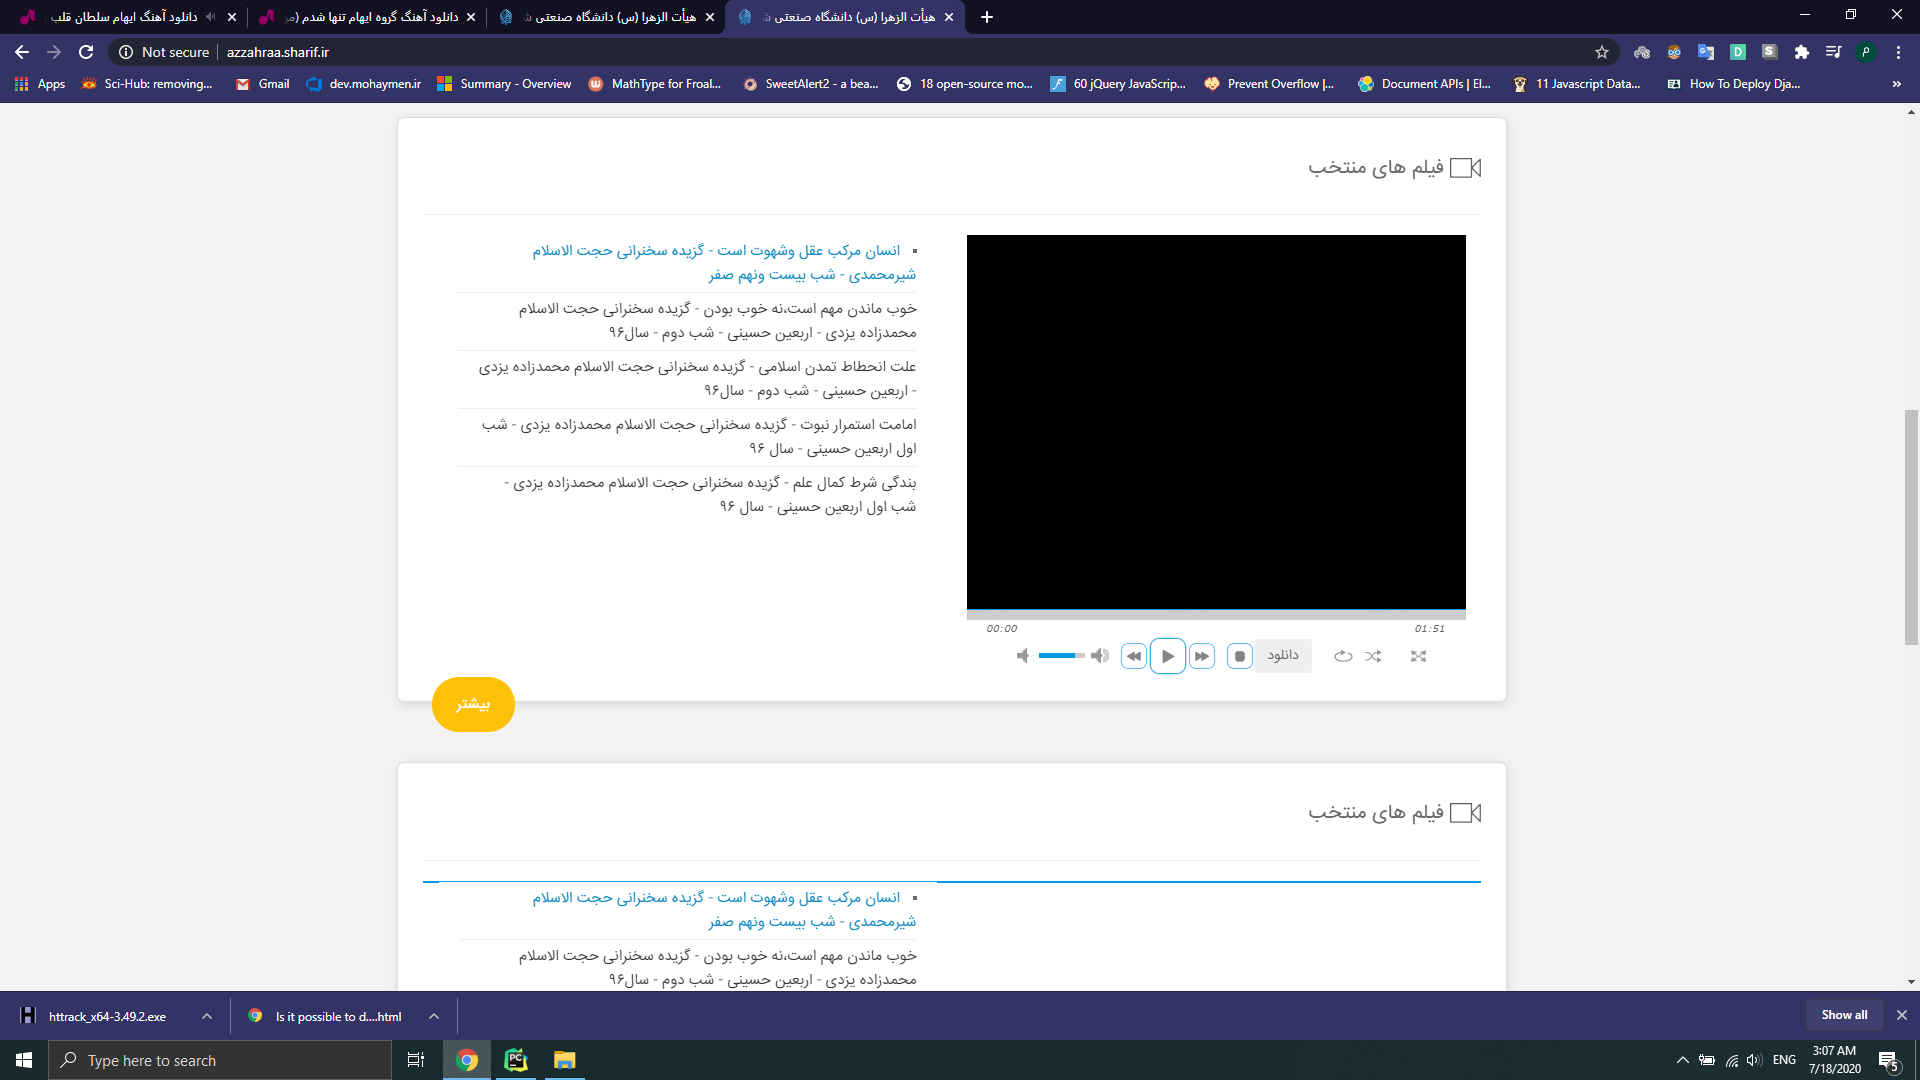 دانلود آهنگ ایهام سلطان قلب
دانلود آهنگ گروه ایهام تنها شدم (مر
هیأت الزهرا (س) دانشگاه صنعتی ش
هیأت الزهرا (س) دانشگاه صنعتی ش
Not secure azzahraa.sharif.ir
Apps Sci-Hub: removing... Gmail dev.mohaymen.ir Summary - Overview MathType for Froal... SweetAlert2 - a bea... 18 open-source mo... 60 jQuery JavaScrip... Prevent Overflow |... Document APIs | El... 11 Javascript Data... How To Deploy Dja... »
فیلم های منتخب
انسان مرکب عقل وشهوت است - گزیده سخنرانی حجت الاسلام
شیرمحمدی - شب بیست ونهم صفر
خوب ماندن مهم است،نه خوب بودن - گزیده سخنرانی حجت الاسلام
محمدزاده یزدی - اربعین حسینی - شب دوم - سال۹۶
علت انحطاط تمدن اسلامی - گزیده سخنرانی حجت الاسلام محمدزاده یزدی
- اربعین حسینی - شب دوم - سال۹۶
امامت استمرار نبوت - گزیده سخنرانی حجت الاسلام محمدزاده یزدی - شب
اول اربعین حسینی - سال ۹۶
بندگی شرط کمال علم - گزیده سخنرانی حجت الاسلام محمدزاده یزدی -
شب اول اربعین حسینی - سال ۹۶
00:00 01:51
دانلود
بیشتر
فیلم های منتخب
انسان مرکب عقل وشهوت است - گزیده سخنرانی حجت الاسلام
شیرمحمدی - شب بیست ونهم صفر
خوب ماندن مهم است،نه خوب بودن - گزیده سخنرانی حجت الاسلام
محمدزاده یزدی - اربعین حسینی - شب دوم - سال۹۶
httrack_x64-3.49.2.exe Is it possible to d....html Show all
Type here to search ENG 3:07 AM
7/18/2020 5